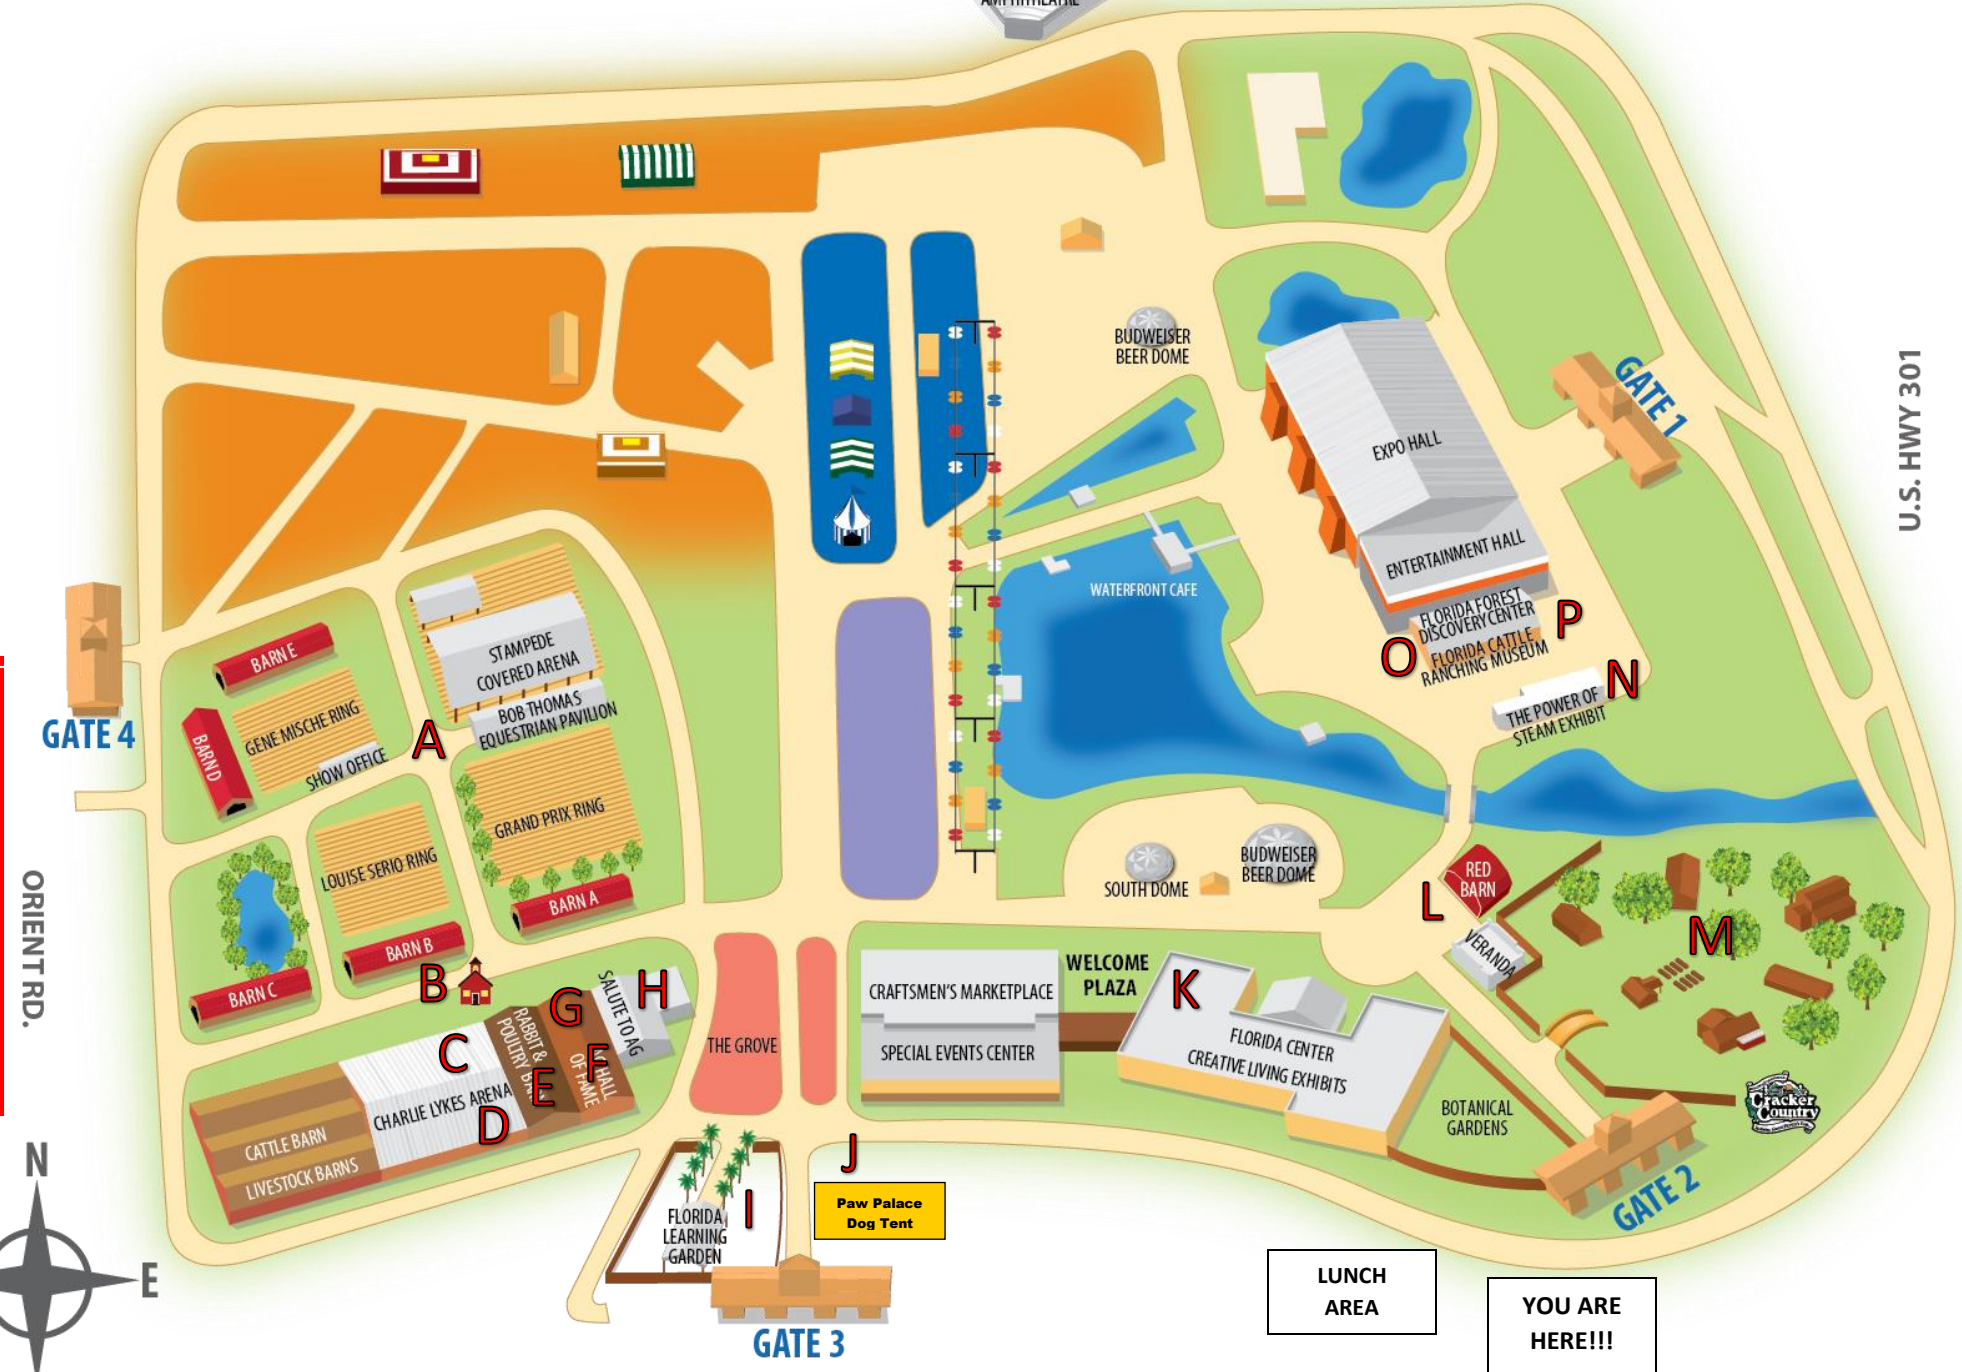 AMPHITHEATRE
BUDWEISER
BEER DOME
GATE 1
U.S. HWY 301
EXPO HALL
ENTERTAINMENT HALL
WATERFRONT CAFE
FLORIDA FOREST
DISCOVERY CENTER
FLORIDA CATTLE
RANCHING MUSEUM
O
P
N
THE POWER OF
STEAM EXHIBIT
BARN E
STAMPEDE
COVERED ARENA
BOB THOMAS
EQUESTRIAN PAVILION
GATE 4
GENE MISCHE RING
BARN D
SHOW OFFICE
A
GRAND PRIX RING
LOUISE SERIO RING
BARN A
BARN B
BARN C
ORIENT RD.
SOUTH DOME
BUDWEISER
BEER DOME
RED
BARN
L
VERANDA
M
B
C
D
E
F
G
H
SALUTE TO AG
RABBIT &
POULTRY BARN
HALL
OF FAME
CHARLIE LYKES ARENA
CATTLE BARN
LIVESTOCK BARNS
THE GROVE
CRAFTSMEN'S MARKETPLACE
SPECIAL EVENTS CENTER
WELCOME
PLAZA
K
FLORIDA CENTER
CREATIVE LIVING EXHIBITS
BOTANICAL
GARDENS
Cracker
Country
GATE 2
J
Paw Palace
Dog Tent
I
FLORIDA
LEARNING
GARDEN
GATE 3
N
E
LUNCH
AREA
YOU ARE
HERE!!!